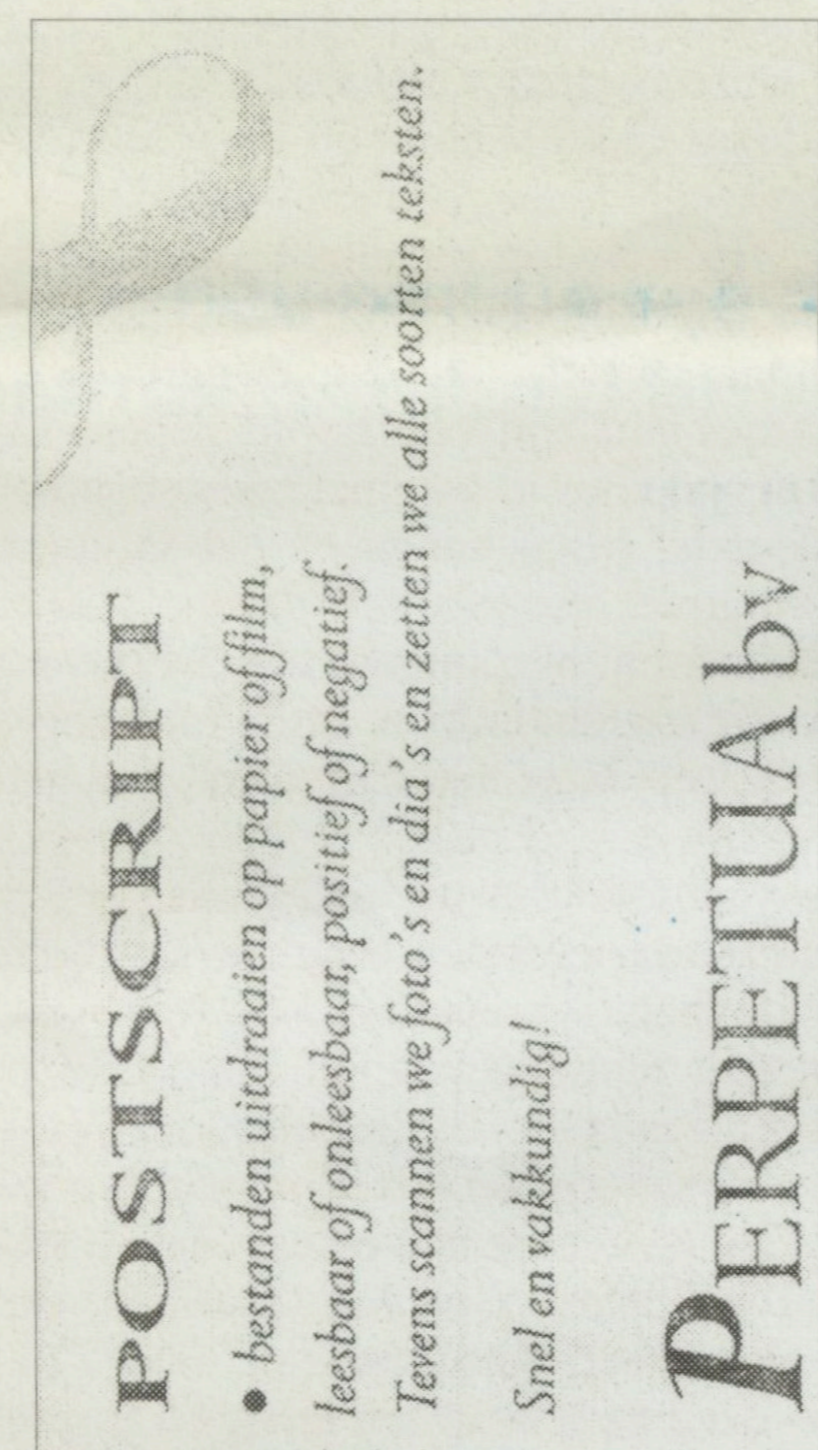 POSTSCRIPT
• bestanden uitdraaien op papier of film,
leesbaar of onleesbaar, positief of negatief.
Tevens scannen we foto's en dia's en zetten we alle soorten teksten.
Snel en vakkundig!
PERPETUA bv